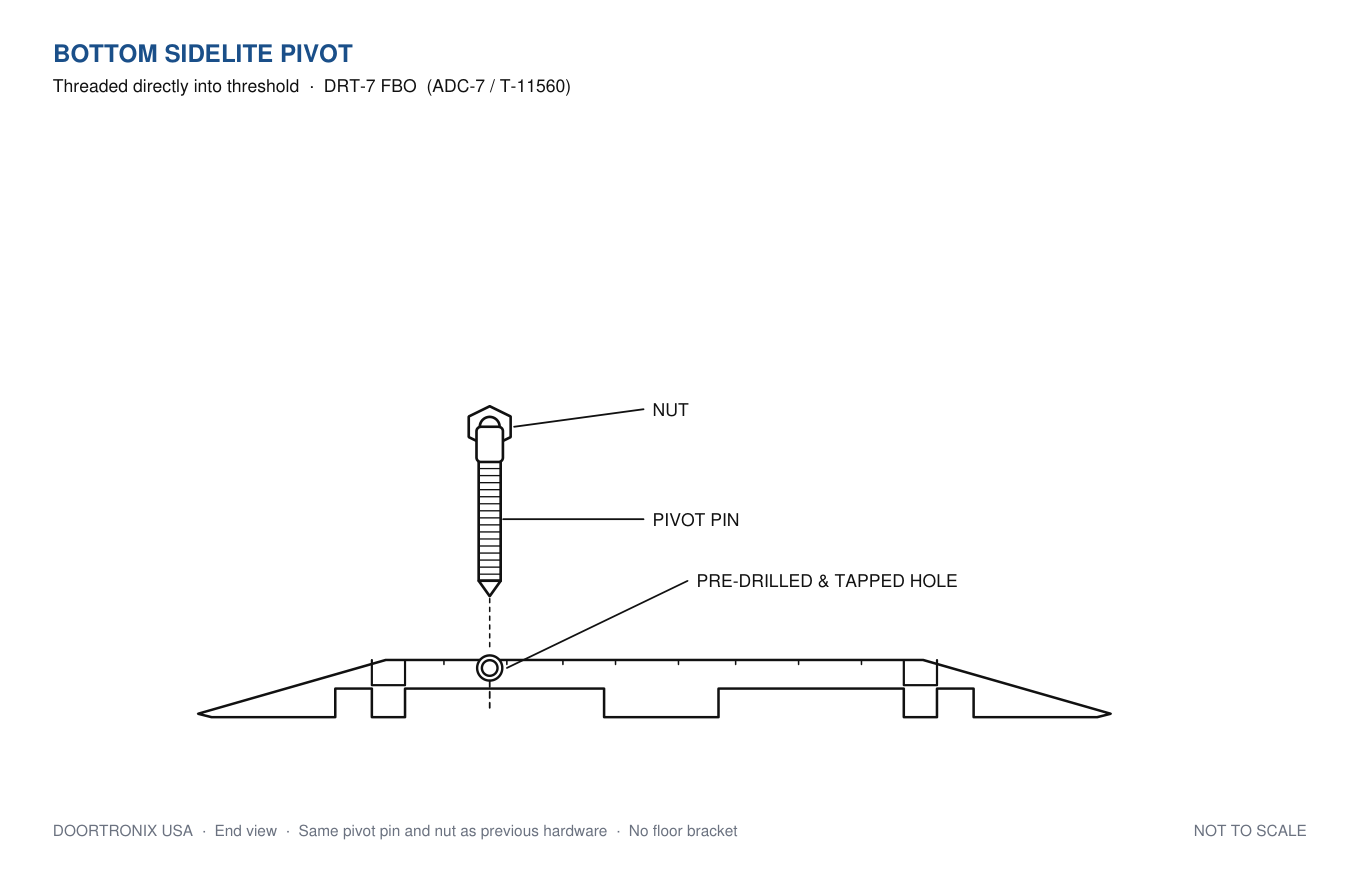 BOTTOM SIDELITE PIVOT
Threaded directly into threshold · DRT-7 FBO (ADC-7 / T-11560)
NUT
PIVOT PIN
PRE-DRILLED & TAPPED HOLE
DOORTRONIX USA · End view · Same pivot pin and nut as previous hardware · No floor bracket
NOT TO SCALE